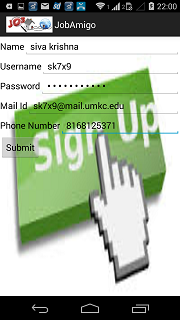 22:00
JOB JobAmigo
Name siva krishna
Username sk7x9
Password ••••••••••
Mail Id sk7x9@mail.umkc.edu
Phone Number 8168125371
Sign Up
Submit